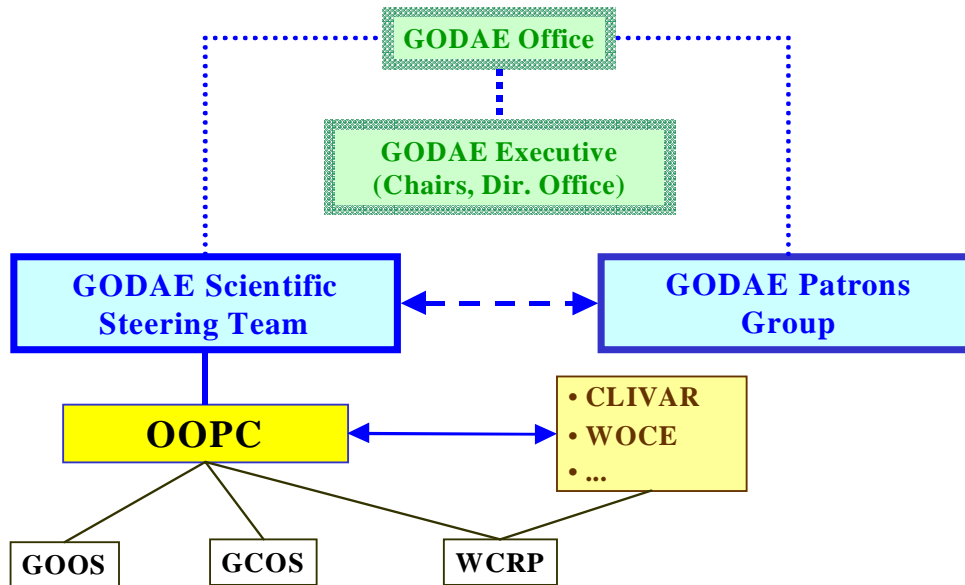 GODAE Office
GODAE Executive
(Chairs, Dir. Office)
GODAE Scientific
Steering Team
GODAE Patrons
Group
OOPC
• CLIVAR
• WOCE
• ...
GOOS
GCOS
WCRP